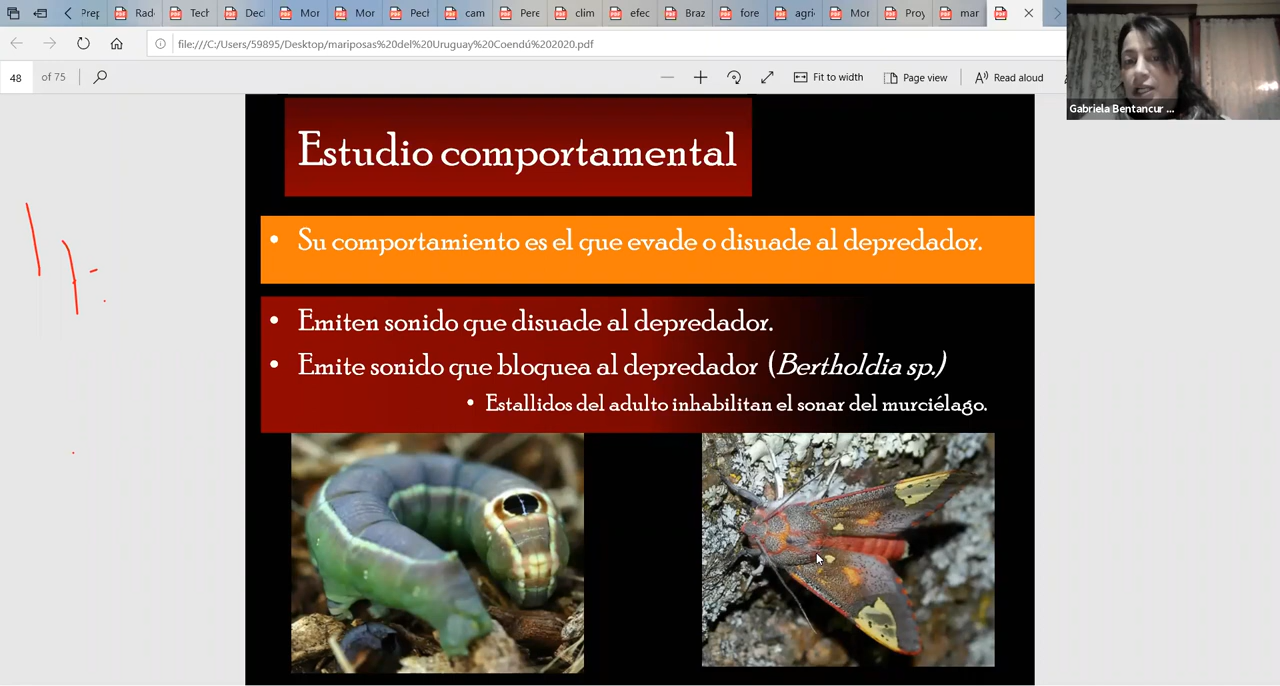 Prep
Rad
Tech
Decl
Mor
Mor
Pech
cam
Pere
clim
efec
Braz
fore
agri
Mor
Proy
mar
file:///C:/Users/59895/Desktop/mariposas%20del%20Uruguay%20Coendú%202020.pdf
48 of 75
Fit to width
Page view
Read aloud
Gabriela Bentancur ...
Estudio comportamental
• Su comportamiento es el que evade o disuade al depredador.
• Emiten sonido que disuade al depredador.
• Emite sonido que bloquea al depredador (Bertholdia sp.)
• Estallidos del adulto inhabilitan el sonar del murciélago.